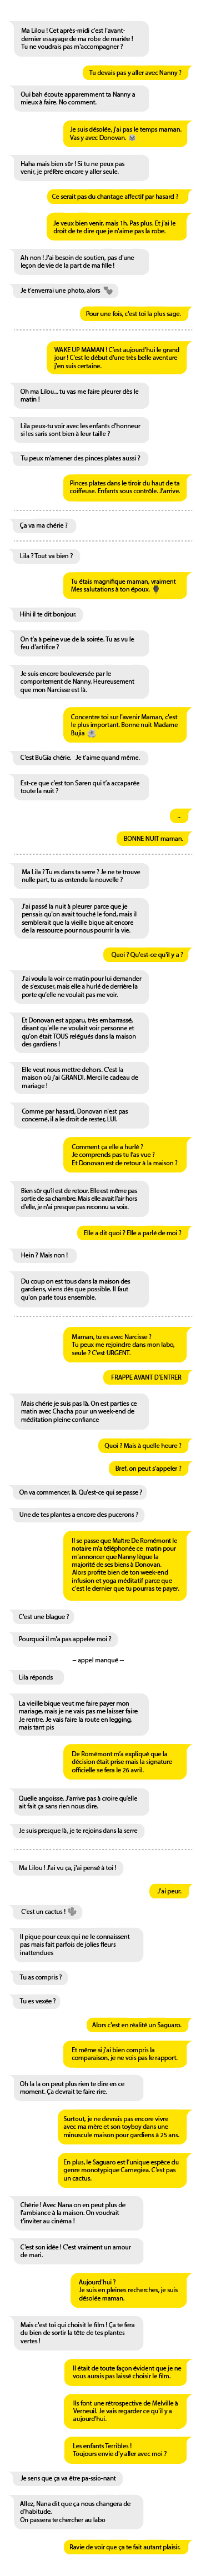 Ma Lilou ! Cet après-midi c'est l'avant-
dernier essayage de ma robe de mariée !
Tu ne voudrais pas m'accompagner ?
Tu devais pas y aller avec Nanny ?
Oui bah écoute apparemment ta Nanny a
mieux à faire. No comment.
Je suis désolée, j'ai pas le temps maman.
Vas y avec Donovan.
Haha mais bien sûr ! Si tu ne peux pas
venir, je préfère encore y aller seule.
Ce serait pas du chantage affectif par hasard ?
Je veux bien venir, mais 1h. Pas plus. Et j'ai le
droit de te dire que je n'aime pas la robe.
Ah non ! J'ai besoin de soutien, pas d'une
leçon de vie de la part de ma fille !
Je t'enverrai une photo, alors
Pour une fois, c'est toi la plus sage.
WAKE UP MAMAN ! C'est aujourd'hui le grand
jour ! C'est le début d'une très belle aventure
j'en suis certaine.
Oh ma Lilou... tu vas me faire pleurer dès le
matin !
Lila peux-tu voir avec les enfants d'honneur
si les saris sont bien à leur taille ?
Tu peux m'amener des pinces plates aussi ?
Pinces plates dans le tiroir du haut de ta
coiffeuse. Enfants sous contrôle. J'arrive.
Ça va ma chérie ?
Lila ? Tout va bien ?
Tu étais magnifique maman, vraiment
Mes salutations à ton époux.
Hihi il te dit bonjour.
On t'a à peine vue de la soirée. Tu as vu le
feu d'artifice ?
Je suis encore bouleversée par le
comportement de Nanny. Heureusement
que mon Narcisse est là.
Concentre toi sur l'avenir Maman, c'est
le plus important. Bonne nuit Madame
Bujia
C'est BuGia chérie. Je t'aime quand même.
Est-ce que c'est ton Søren qui t'a accaparée
toute la nuit ?
..
BONNE NUIT maman.
Ma Lila ? Tu es dans ta serre ? Je ne te trouve
nulle part, tu as entendu la nouvelle ?
J'ai passé la nuit à pleurer parce que je
pensais qu'on avait touché le fond, mais il
semblerait que la vieille bique ait encore
de la ressource pour nous pourrir la vie.
Quoi ? Qu'est-ce qu'il y a ?
J'ai voulu la voir ce matin pour lui demander
de s'excuser, mais elle a hurlé de derrière la
porte qu'elle ne voulait pas me voir.
Et Donovan est apparu, très embarrassé,
disant qu'elle ne voulait voir personne et
qu'on était TOUS relégués dans la maison
des gardiens !
Elle veut nous mettre dehors. C'est la
maison où j'ai GRANDI. Merci le cadeau de
mariage !
Comme par hasard, Donovan n'est pas
concerné, il a le droit de rester, LUI.
Comment ça elle a hurlé ?
Je comprends pas tu l'as vue ?
Et Donovan est de retour à la maison ?
Bien sûr qu'il est de retour. Elle est même pas
sortie de sa chambre. Mais elle avait l'air hors
d'elle, je n'ai presque pas reconnu sa voix.
Elle a dit quoi ? Elle a parlé de moi ?
Hein ? Mais non !
Du coup on est tous dans la maison des
gardiens, viens dès que possible. Il faut
qu'on parle tous ensemble.
Maman, tu es avec Narcisse ?
Tu peux me rejoindre dans mon labo,
seule ? C'est URGENT.
FRAPPE AVANT D'ENTRER
Mais chérie je suis pas là. On est parties ce
matin avec Chacha pour un week-end de
méditation pleine confiance
Quoi ? Mais à quelle heure ?
Bref, on peut s'appeler ?
On va commencer, là. Qu'est-ce qui se passe ?
Une de tes plantes a encore des pucerons ?
Il se passe que Maître De Romémont le
notaire m'a téléphonée ce matin pour
m'annoncer que Nanny lègue la
majorité de ses biens à Donovan.
Alors profite bien de ton week-end
infusion et yoga méditatif parce que
c'est le dernier que tu pourras te payer.
C'est une blague ?
Pourquoi il m'a pas appelée moi ?
-- appel manqué --
Lila réponds
La vieille bique veut me faire payer mon
mariage, mais je ne vais pas me laisser faire
Je rentre. Je vais faire la route en legging,
mais tant pis
De Romémont m'a expliqué que la
décision était prise mais la signature
officielle se fera le 26 avril.
Quelle angoisse. J'arrive pas à croire qu'elle
ait fait ça sans rien nous dire.
Je suis presque là, je te rejoins dans la serre
Ma Lilou ! J'ai vu ça, j'ai pensé à toi !
J'ai peur.
C'est un cactus !
Il pique pour ceux qui ne le connaissent
pas mais fait parfois de jolies fleurs
inattendues
Tu as compris ?
Tu es vexée ?
Alors c'est en réalité un Saguaro.
Et même si j'ai bien compris la
comparaison, je ne vois pas le rapport.
Oh la la on peut plus rien te dire en ce
moment. Ça devrait te faire rire.
Surtout, je ne devrais pas encore vivre
avec ma mère et son toyboy dans une
minuscule maison pour gardiens à 25 ans.
En plus, le Saguaro est l'unique espèce du
genre monotypique Carnegiea. C'est pas
un cactus.
Chérie ! Avec Nana on en peut plus de
l'ambiance à la maison. On voudrait
t'inviter au cinéma !
C'est son idée ! C'est vraiment un amour
de mari.
Aujourd'hui ?
Je suis en pleines recherches, je suis
désolée maman.
Mais c'est toi qui choisit le film ! Ça te fera
du bien de sortir la tête de tes plantes
vertes !
Il était de toute façon évident que je ne
vous aurais pas laissé choisir le film.
Ils font une rétrospective de Melville à
Verneuil. Je vais regarder ce qu'il y a
aujourd'hui.
Les enfants Terribles !
Toujours envie d'y aller avec moi ?
Je sens que ça va être pa-ssio-nant
Allez, Nana dit que ça nous changera de
d'habitude.
On passera te chercher au labo
Ravie de voir que ça te fait autant plaisir.